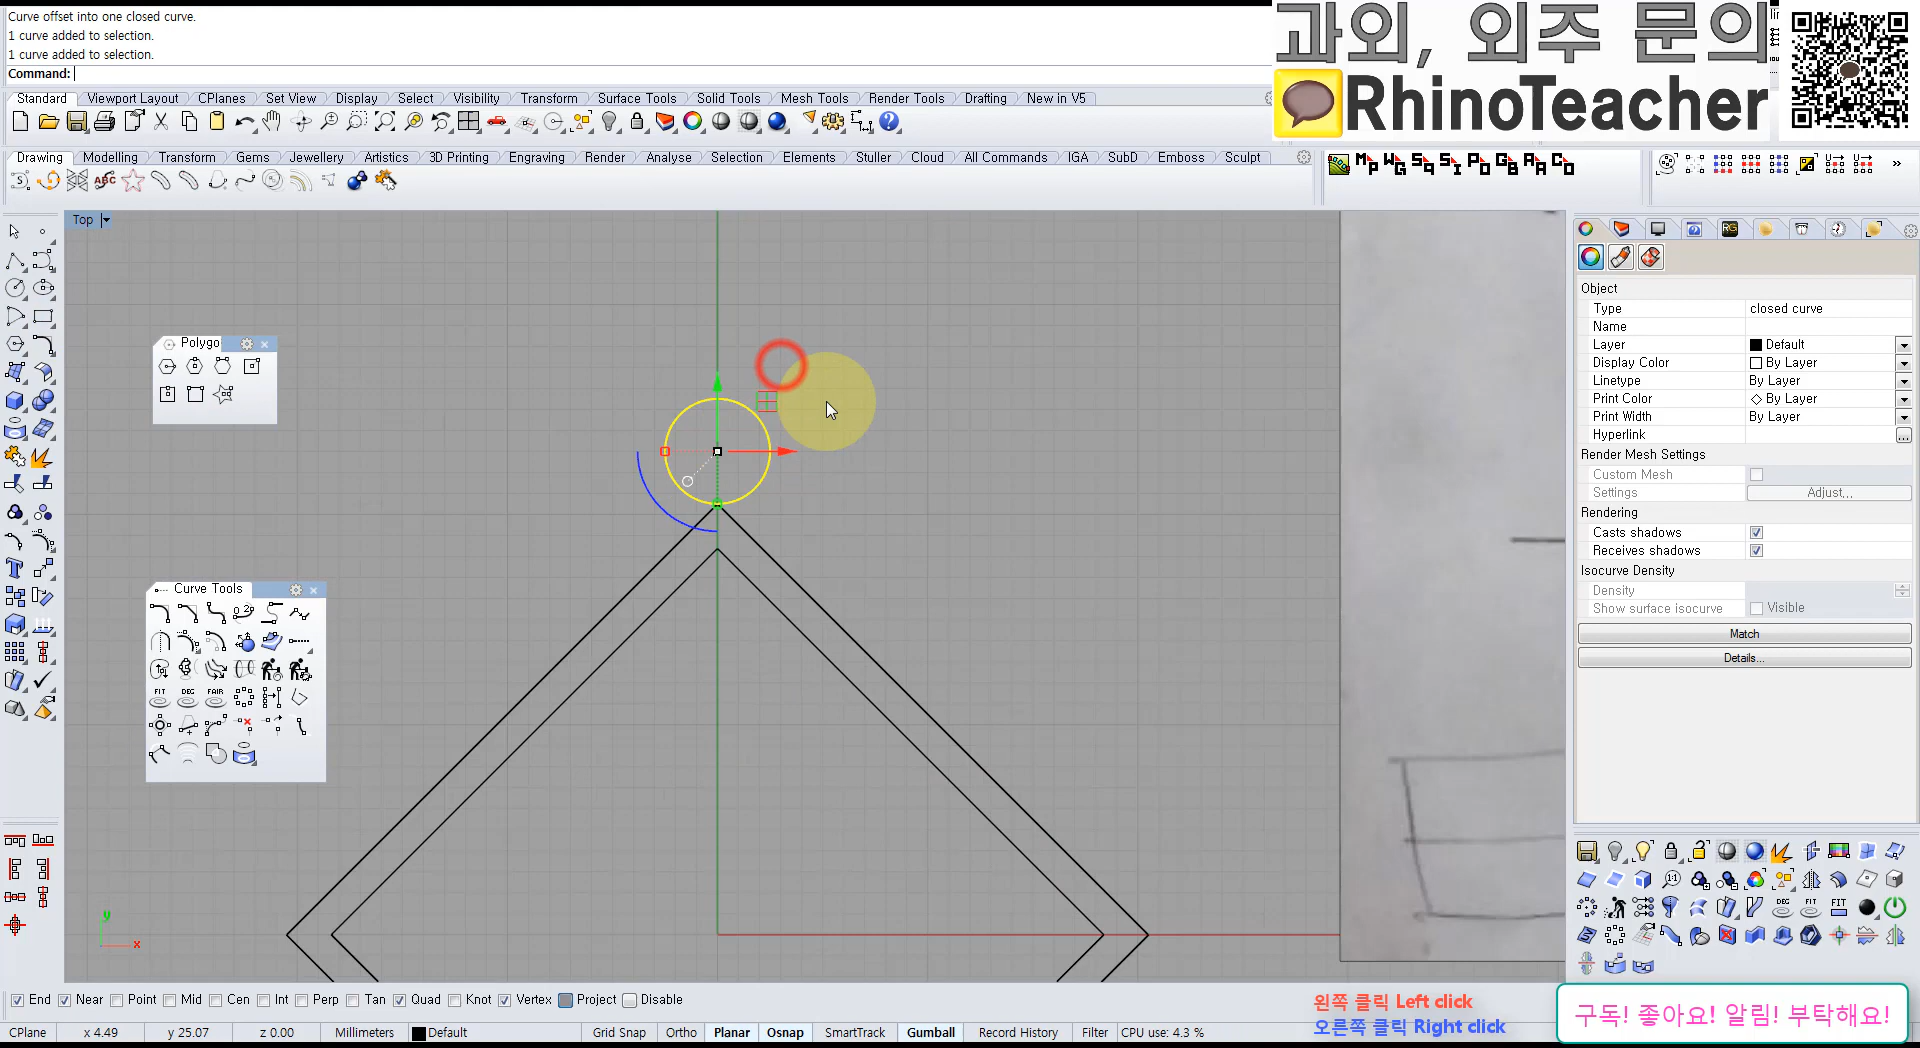 Curve offset into one closed curve.
1 curve added to selection.
1 curve added to selection.
Command:
과외, 외주 문의
RhinoTeacher
Standard Viewport Layout CPlanes Set View Display Select Visibility Transform Surface Tools Solid Tools Mesh Tools Render Tools Drafting New in V5
Drawing Modelling Transform Gems Jewellery Artistics 3D Printing Engraving Render Analyse Selection Elements Stuller Cloud All Commands IGA SubD Emboss Sculpt
Top
Polygo
Curve Tools
FIT DEG FAIR
Object
Type closed curve
Name
Layer Default
Display Color By Layer
Linetype By Layer
Print Color By Layer
Print Width By Layer
Hyperlink ...
Render Mesh Settings
Custom Mesh
Settings Adjust...
Rendering
Casts shadows
Receives shadows
Isocurve Density
Density
Show surface isocurve Visible
Match
Details...
DEG FIT FIT
y
x
End Near Point Mid Cen Int Perp Tan Quad Knot Vertex Project Disable
왼쪽 클릭 Left click
오른쪽 클릭 Right click
구독! 좋아요! 알림! 부탁해요!
CPlane x 4.49 y 25.07 z 0.00 Millimeters Default Grid Snap Ortho Planar Osnap SmartTrack Gumball Record History Filter CPU use: 4.3 %